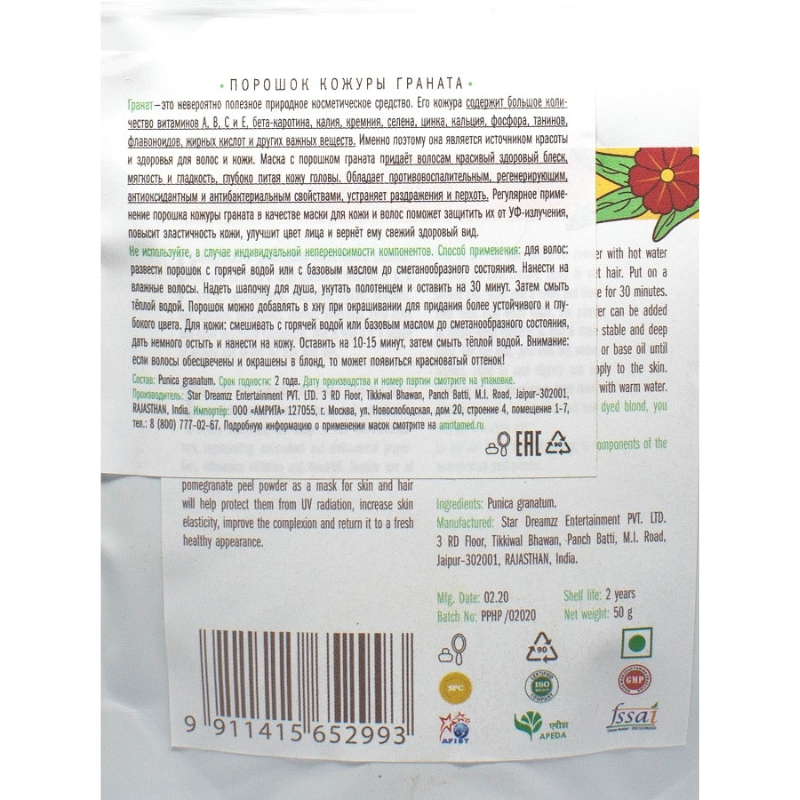 • ПОРОШОК КОЖУРЫ ГРАНАТА •
Гранат – это невероятно полезное природное косметическое средство. Его кожура содержит большое коли-
чество витаминов A, B, C и E, бета-каротина, калия, кремния, селена, цинка, кальция, фосфора, танинов,
флавоноидов, жирных кислот и других важных веществ. Именно поэтому она является источником красоты
и здоровья для волос и кожи. Маска с порошком граната придаёт волосам красивый здоровый блеск,
мягкость и гладкость, глубоко питая кожу головы. Обладает противовоспалительным, регенерирующим,
антиоксидантным и антибактериальным свойствами, устраняет раздражения и перхоть. Регулярное приме-
нение порошка кожуры граната в качестве маски для кожи и волос поможет защитить их от УФ-излучения,
повысит эластичность кожи, улучшит цвет лица и вернёт ему свежий здоровый вид.
Не используйте, в случае индивидуальной непереносимости компонентов. Способ применения: для волос:
развести порошок с горячей водой или с базовым маслом до сметанообразного состояния. Нанести на
влажные волосы. Надеть шапочку для душа, укутать полотенцем и оставить на 30 минут. Затем смыть
тёплой водой. Порошок можно добавлять в хну при окрашивании для придания более устойчивого и глу-
бокого цвета. Для кожи: смешивать с горячей водой или базовым маслом до сметанообразного состояния,
дать немного остыть и нанести на кожу. Оставить на 10-15 минут, затем смыть тёплой водой. Внимание:
если волосы обесцвечены и окрашены в блонд, то может появиться красноватый оттенок!
Состав: Punica granatum. Срок годности: 2 года. Дату производства и номер партии смотрите на упаковке.
Производитель: Star Dreamzz Entertainment PVT. LTD. 3 RD Floor, Tikkiwal Bhawan, Panch Batti, M.I. Road, Jaipur-302001,
RAJASTHAN, India. Импортёр: ООО «АМРИТА» 127055, г. Москва, ул. Новослободская, дом 20, строение 4, помещение 1-7,
тел.: 8 (800) 777-02-67. Подробную информацию о применении масок смотрите на amritamed.ru
EAC 90
with hot water
hair. Put on a
for 30 minutes.
can be added
stable and deep
or base oil until
to the skin.
with warm water.
dyed blond, you
components of the
pomegranate peel powder as a mask for skin and hair
will help protect them from UV radiation, increase skin
elasticity, improve the complexion and return it to a fresh
healthy appearance.
Ingredients: Punica granatum.
Manufactured: Star Dreamzz Entertainment PVT. LTD.
3 RD Floor, Tikkiwal Bhawan, Panch Batti, M.I. Road,
Jaipur-302001, RAJASTHAN, India.
Mfg. Date: 02.20 Shelf life: 2 years
Batch No: PPHP /02020 Net weight: 50 g
90
SPC ISO GMP
APIST एपीडा APEDA fssai
9 911415 652993